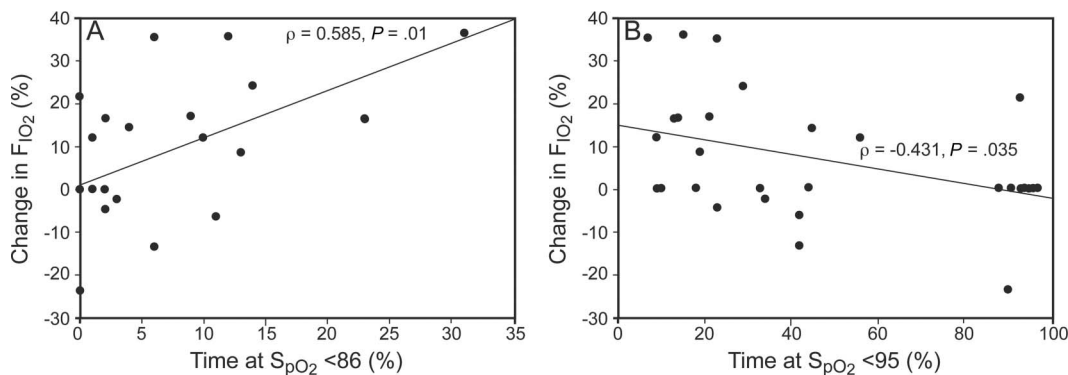 A
ρ = 0.585, P = .01
40
30
20
10
0
-10
-20
-30
Change in FIO2 (%)
0 5 10 15 20 25 30 35
Time at SpO2 <86 (%)
B
ρ = -0.431, P = .035
40
30
20
10
0
-10
-20
-30
Change in FIO2 (%)
0 20 40 60 80 100
Time at SpO2 <95 (%)